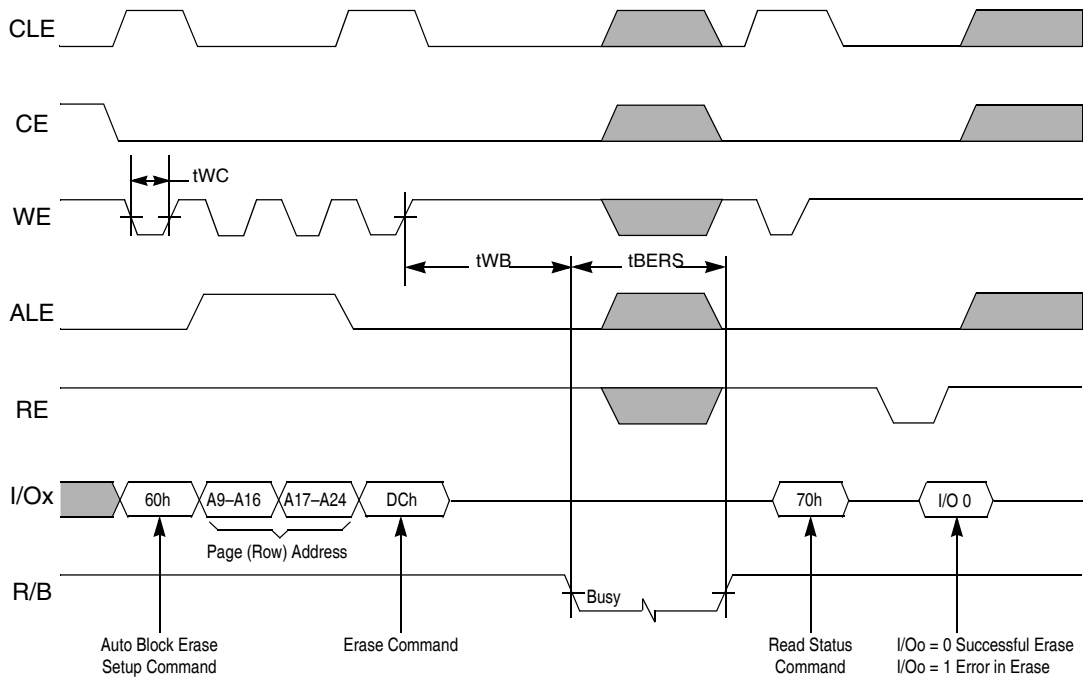 CLE
CE
tWC
WE
tWB
tBERS
ALE
RE
I/Ox
60h
A9–A16
A17–A24
DCh
70h
I/O 0
Page (Row) Address
R/B
Busy
Auto Block Erase
Setup Command
Erase Command
Read Status
Command
I/Oo = 0 Successful Erase
I/Oo = 1 Error in Erase